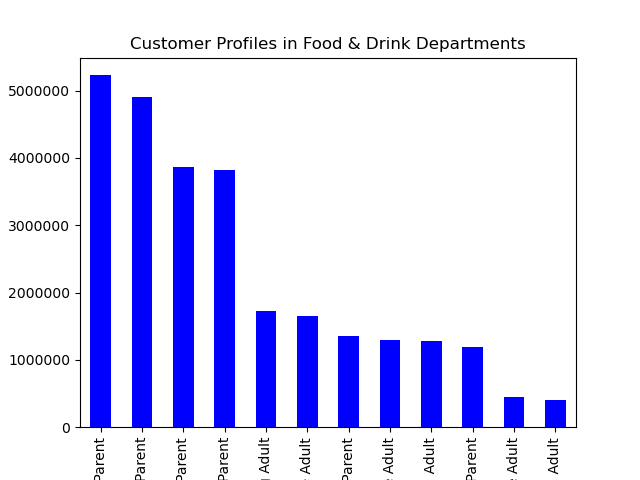 Customer Profiles in Food & Drink Departments
5000000
4000000
3000000
2000000
1000000
0
Parent
Parent
Parent
Parent
Adult
Adult
Parent
Adult
Adult
Parent
Adult
Adult